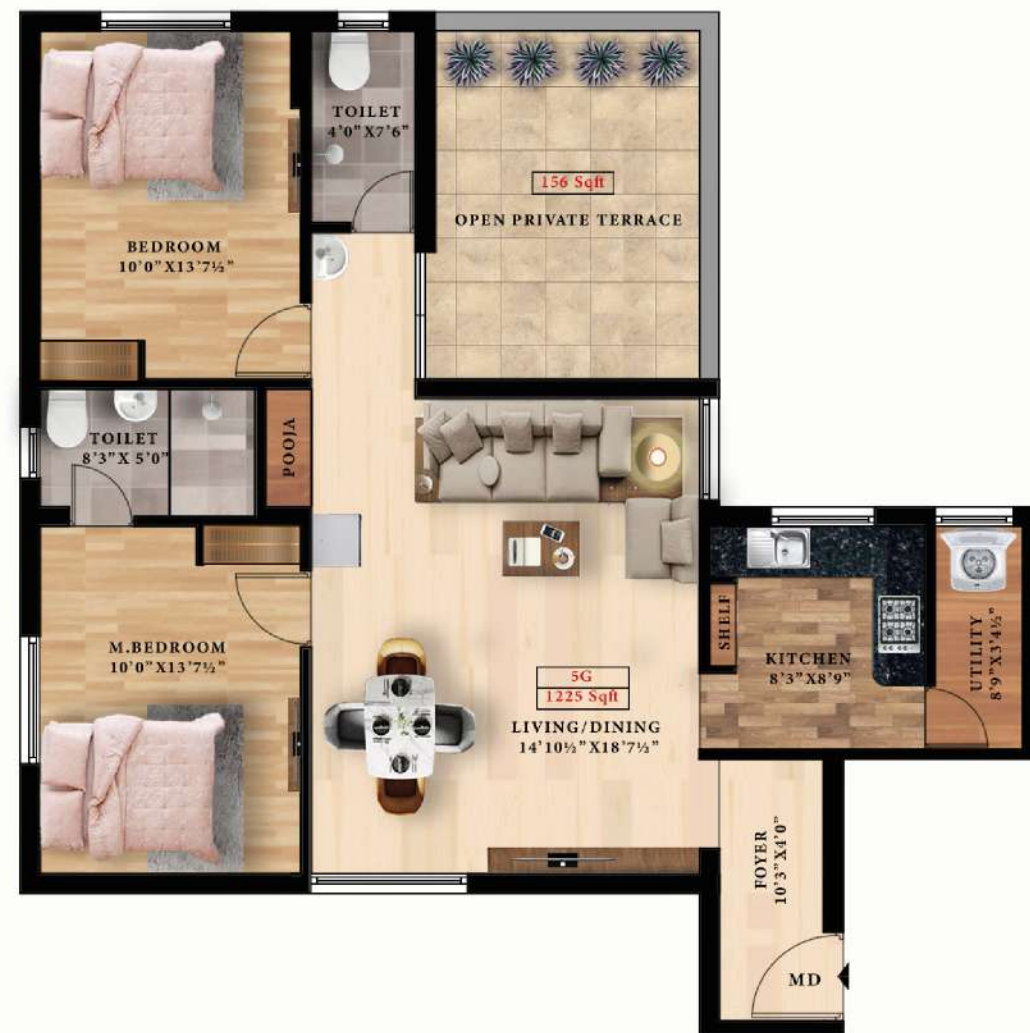 TOILET
4'0"X7'6"
156 Sqft
OPEN PRIVATE TERRACE
BEDROOM
10'0"X13'7½"
TOILET
8'3"X 5'0"
POOJA
M.BEDROOM
10'0"X13'7½"
5G
1225 Sqft
LIVING/DINING
14'10½"X18'7½"
SHELF
KITCHEN
8'3"X8'9"
UTILITY
8'9"X3'4½"
FOYER
10'3"X4'0"
MD